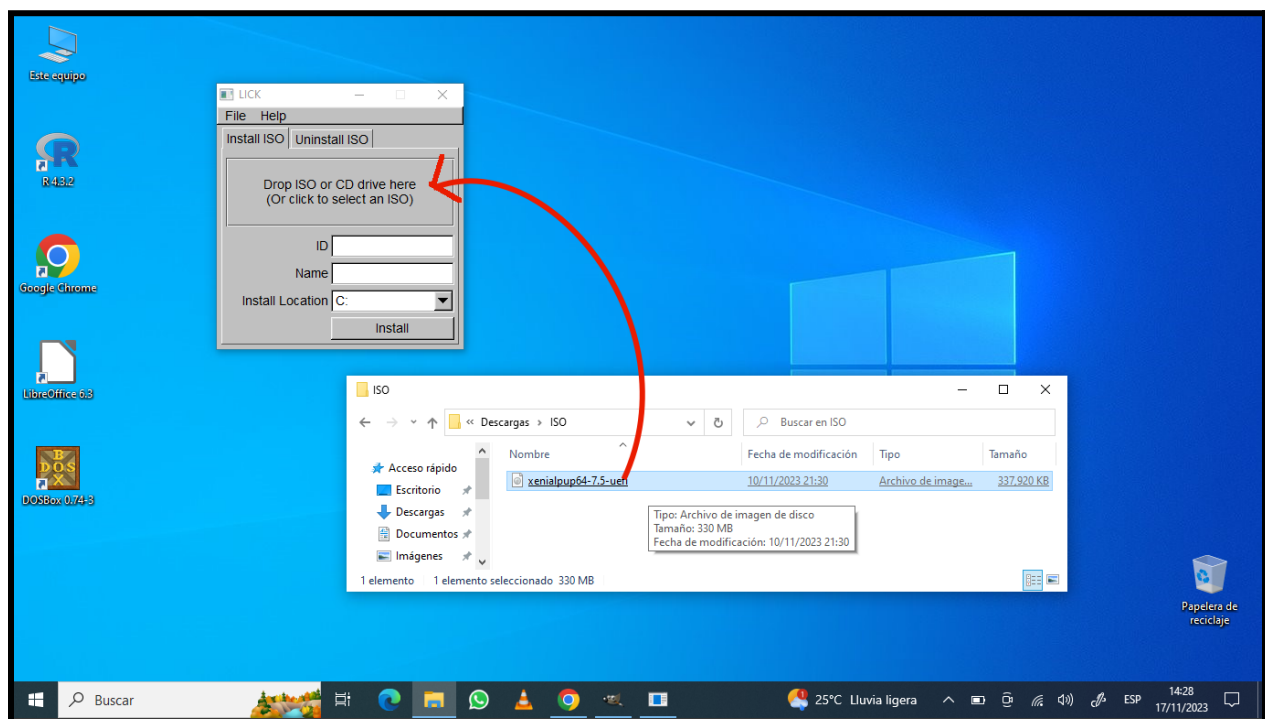 Este equipo
R 4.3.2
Google Chrome
LibreOffice 6.3
DOSBox 0.74-3
LICK
File Help
Install ISO Uninstall ISO
Drop ISO or CD drive here
(Or click to select an ISO)
ID
Name
Install Location C:
Install
ISO
« Descargas › ISO
Buscar en ISO
Nombre Fecha de modificación Tipo Tamaño
Acceso rápido
Escritorio
Descargas
Documentos
Imágenes
xenialpup64-7.5-uefi 10/11/2023 21:30 Archivo de image... 337.920 KB
Tipo: Archivo de imagen de disco
Tamaño: 330 MB
Fecha de modificación: 10/11/2023 21:30
1 elemento 1 elemento seleccionado 330 MB
Papelera de
reciclaje
Buscar
25°C Lluvia ligera
ESP
14:28
17/11/2023